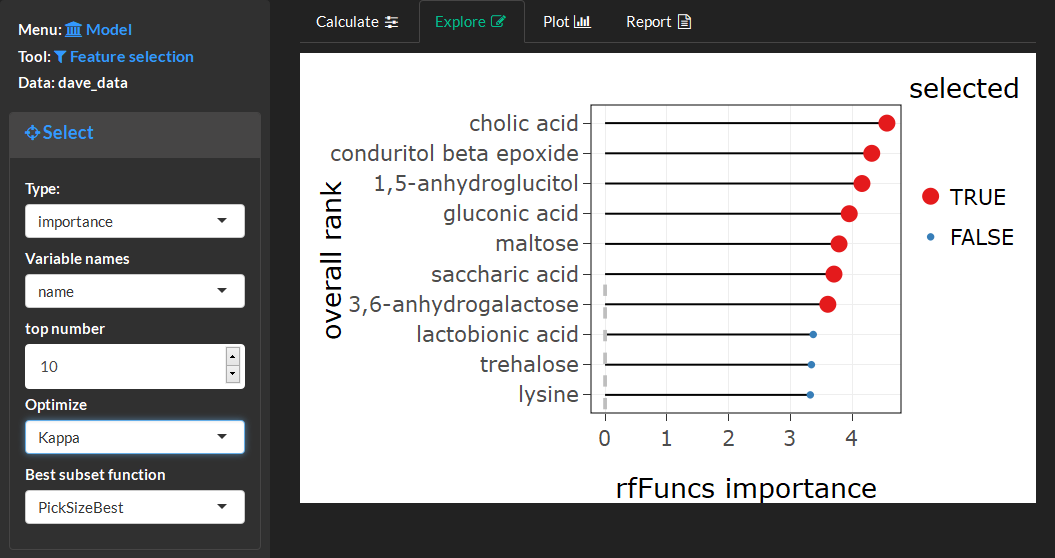 Menu: Model
Tool: Feature selection
Data: dave_data
Select
Type:
importance
Variable names
name
top number
10
Optimize
Kappa
Best subset function
PickSizeBest
Calculate Explore Plot Report
selected
TRUE
FALSE
overall rank
cholic acid
conduritol beta epoxide
1,5-anhydroglucitol
gluconic acid
maltose
saccharic acid
3,6-anhydrogalactose
lactobionic acid
trehalose
lysine
0 1 2 3 4
rfFuncs importance